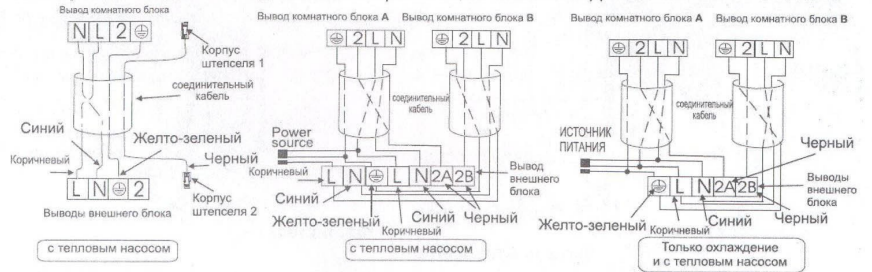 Вывод комнатного блока
N L 2
Корпус
штепселя 1
соединительный
кабель
Синий
Желто-зеленый
Коричневый
Черный
L N 2
Корпус
штепселя 2
Выводы внешнего блока
с тепловым насосом
Вывод комнатного блока А
Вывод комнатного блока В
2 L N
2 L N
соединительный
кабель
Power
source
Коричневый
L N L N 2A 2B
Вывод
внешнего
блока
Синий
Желто-зеленый
Коричневый
Синий
Черный
с тепловым насосом
Вывод комнатного блока А
Вывод комнатного блока В
2 L N
2 L N
соединительный
кабель
ИСТОЧНИК
ПИТАНИЯ
Черный
L N 2A 2B
Выводы
внешнего
блока
Желто-зеленый
Коричневый
Синий
Черный
Только охлаждение
и с тепловым насосом